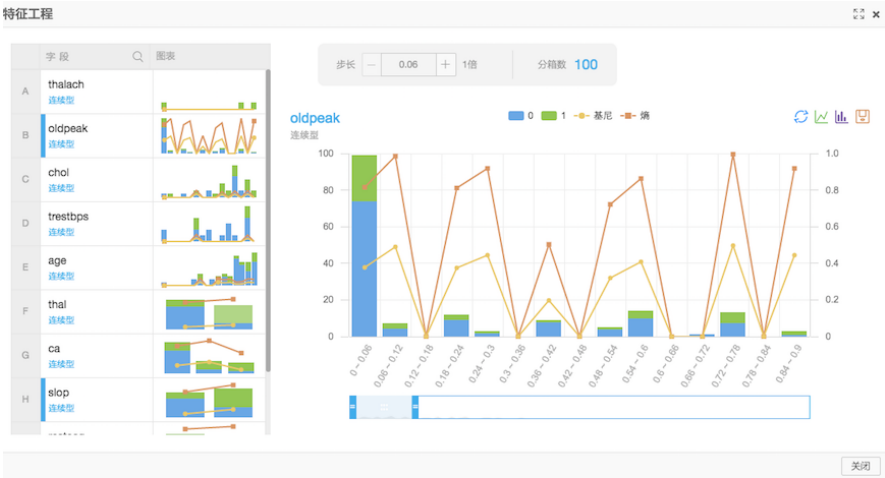 特征工程
字段 图表
步长 — 0.06 + 1倍 分箱数 100
A thalach
连续型
B oldpeak
连续型
C chol
连续型
D trestbps
连续型
E age
连续型
F thal
连续型
G ca
连续型
H slop
连续型
oldpeak
连续型
0 1 基尼 熵
100
80
60
40
20
0
1.0
0.8
0.6
0.4
0.2
0
0 ~ 0.06
0.06 ~ 0.12
0.12 ~ 0.18
0.18 ~ 0.24
0.24 ~ 0.3
0.3 ~ 0.36
0.36 ~ 0.42
0.42 ~ 0.48
0.48 ~ 0.54
0.54 ~ 0.6
0.6 ~ 0.66
0.66 ~ 0.72
0.72 ~ 0.78
0.78 ~ 0.84
0.84 ~ 0.9
关闭